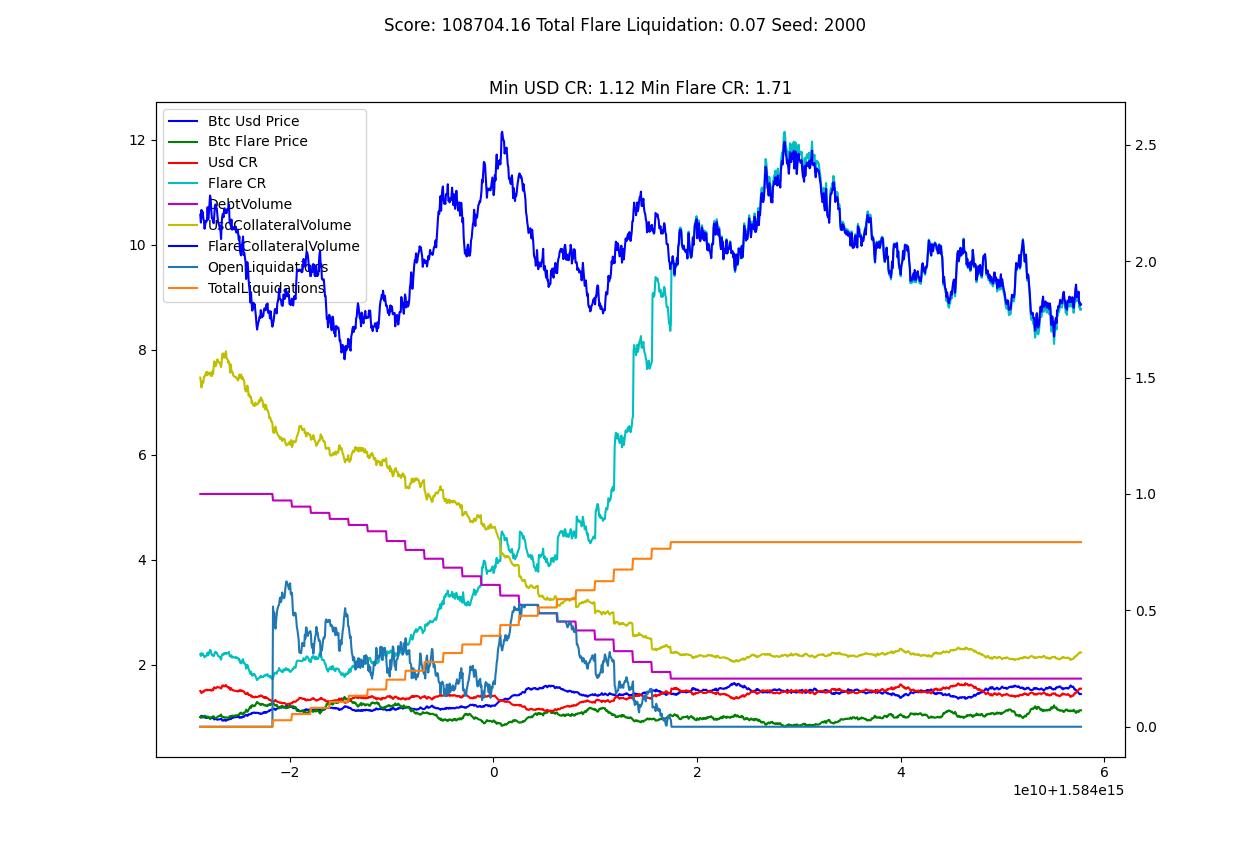 Score: 108704.16 Total Flare Liquidation: 0.07 Seed: 2000
Min USD CR: 1.12 Min Flare CR: 1.71
Btc Usd Price
Btc Flare Price
Usd CR
Flare CR
DebtVolume
UsdCollateralVolume
FlareCollateralVolume
OpenLiquidations
TotalLiquidations
12
10
8
6
4
2
2.5
2.0
1.5
1.0
0.5
0.0
−2
0
2
4
6
1e10+1.584e15